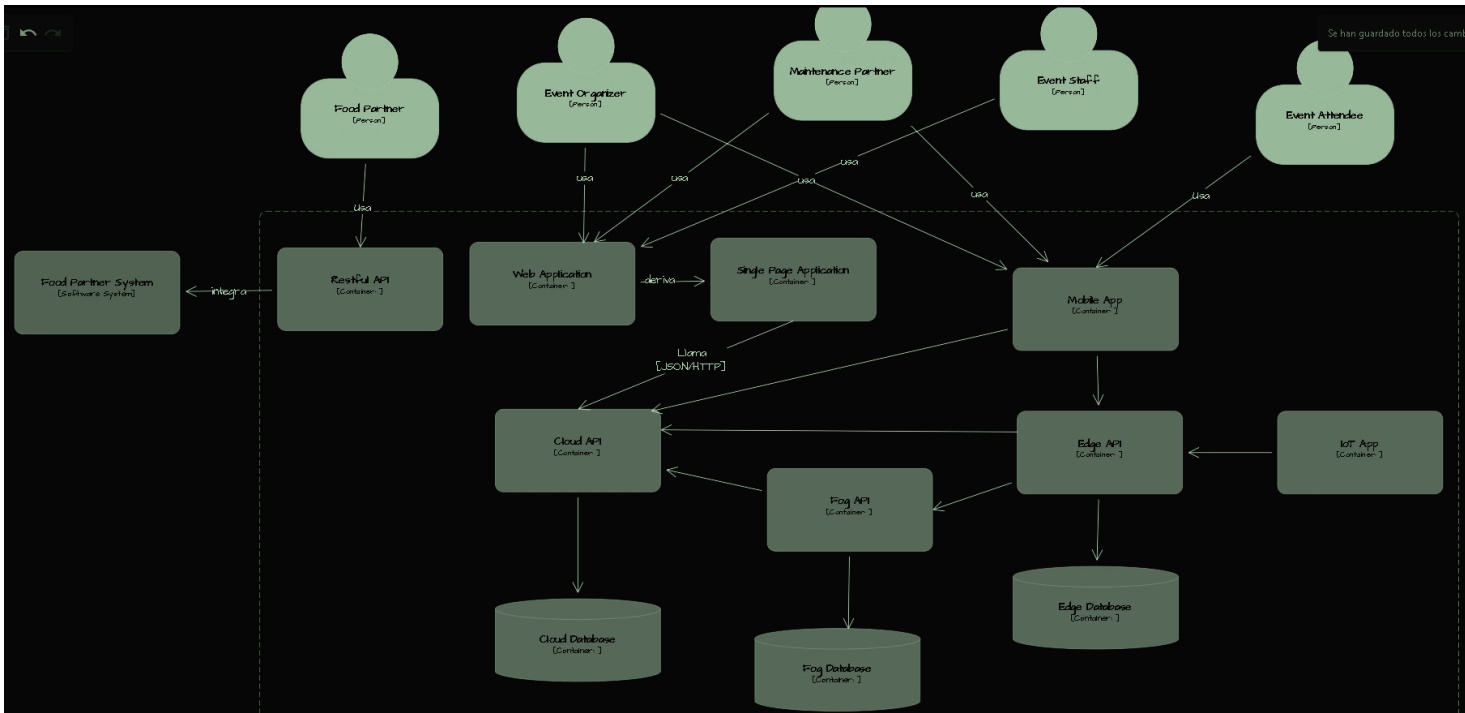 Se han guardado todos los camb
Food Partner
[Person]
Event Organizer
[Person]
Maintenance Partner
[Person]
Event Staff
[Person]
Event Attendee
[Person]
Usa
usa
usa
usa
usa
usa
Usa
Food Partner System
[Software System]
integra
Restful API
[Container: ]
Web Application
[Container: ]
deriva
Single Page Application
[Container: ]
Mobile App
[Container: ]
Llama
[JSON/HTTP]
Cloud API
[Container: ]
Fog API
[Container: ]
Edge API
[Container: ]
IoT App
[Container: ]
Cloud Database
[Container: ]
Fog Database
[Container: ]
Edge Database
[Container: ]